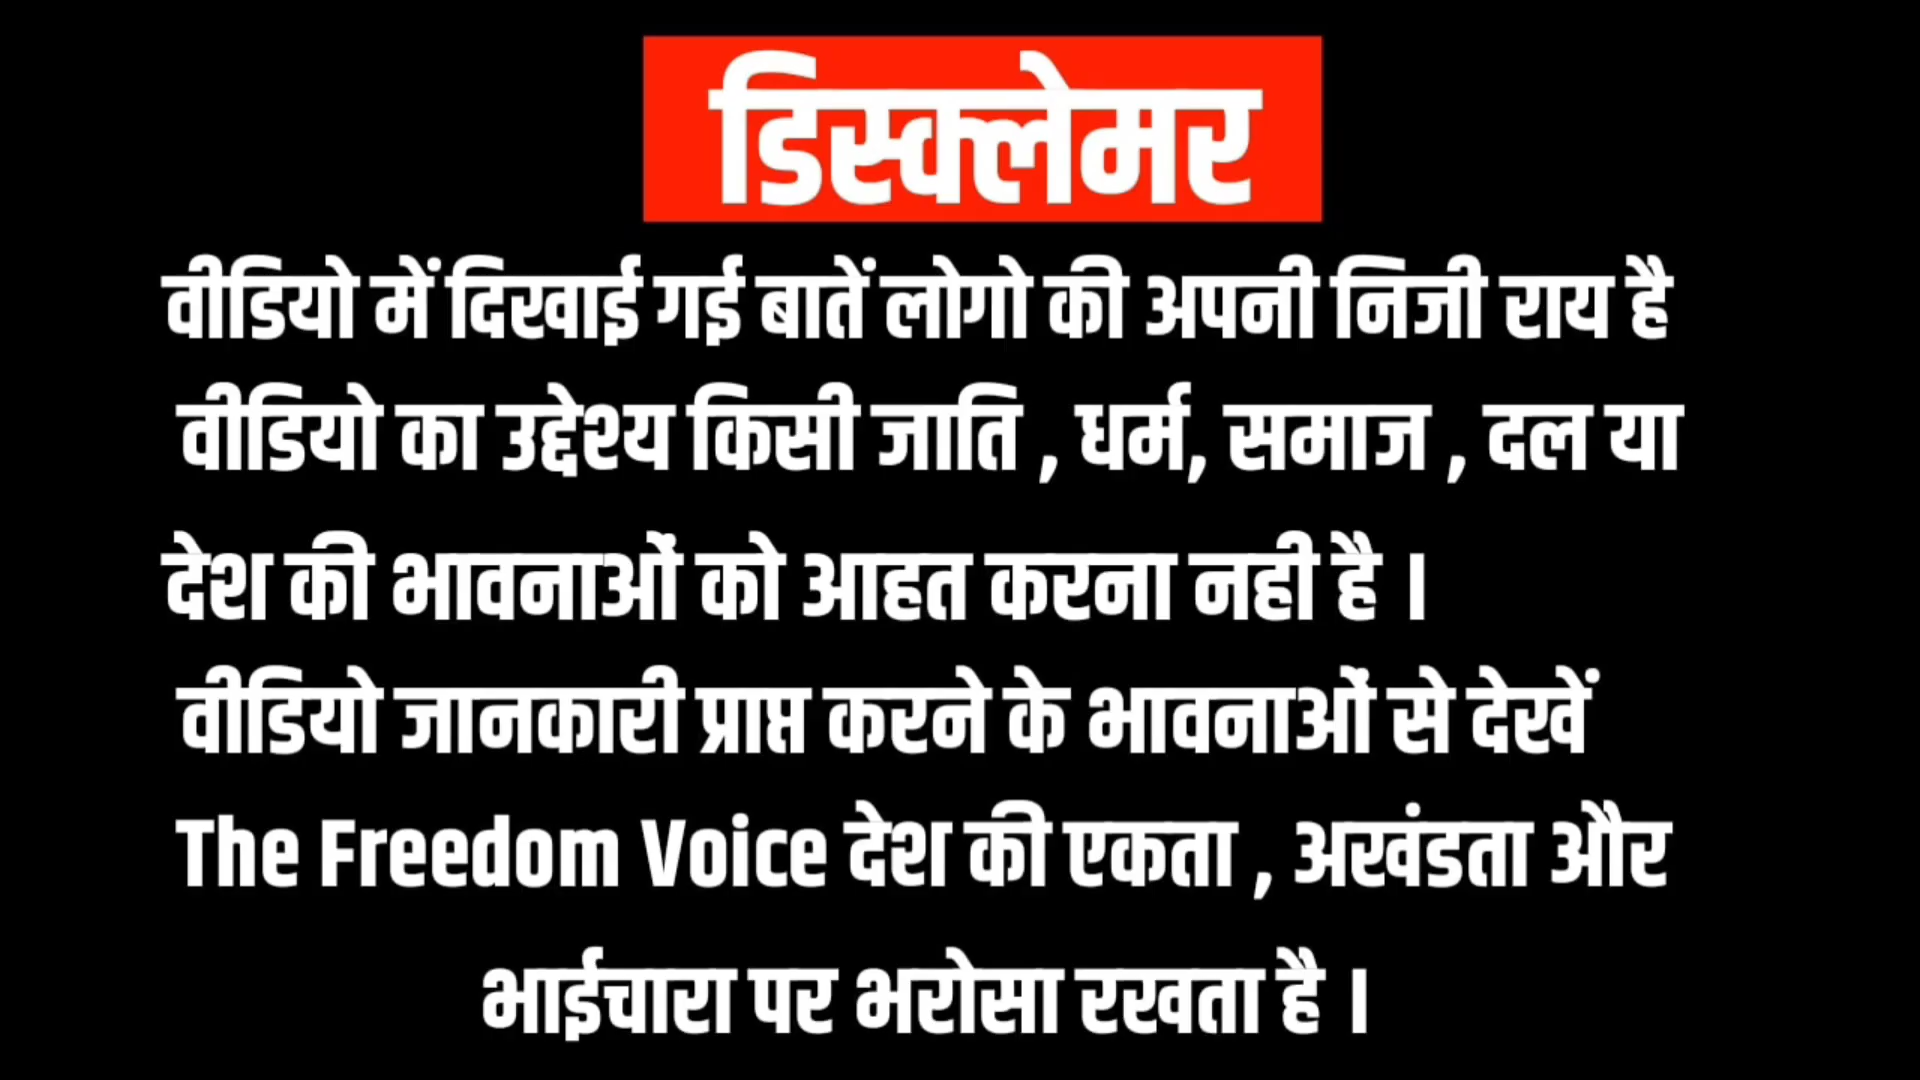 डिस्क्लेमर
वीडियो में दिखाई गई बातें लोगो की अपनी निजी राय है
वीडियो का उद्देश्य किसी जाति , धर्म, समाज , दल या
देश की भावनाओं को आहत करना नही है ।
वीडियो जानकारी प्राप्त करने के भावनाओं से देखें
The Freedom Voice देश की एकता , अखंडता और
भाईचारा पर भरोसा रखता है ।